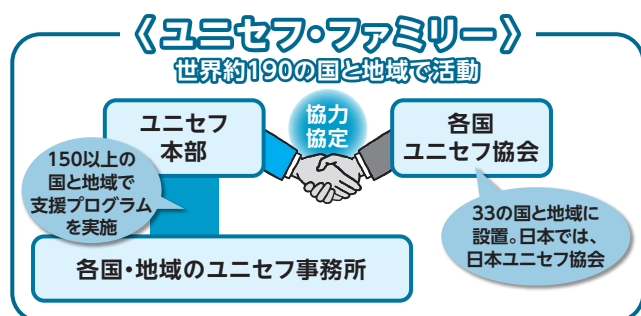 《ユニセフ・ファミリー》
世界約190の国と地域で活動
ユニセフ
本部
協力
協定
各国
ユニセフ協会
150以上の
国と地域で
支援プログラム
を実施
33の国と地域に
設置。日本では、
日本ユニセフ協会
各国・地域のユニセフ事務所